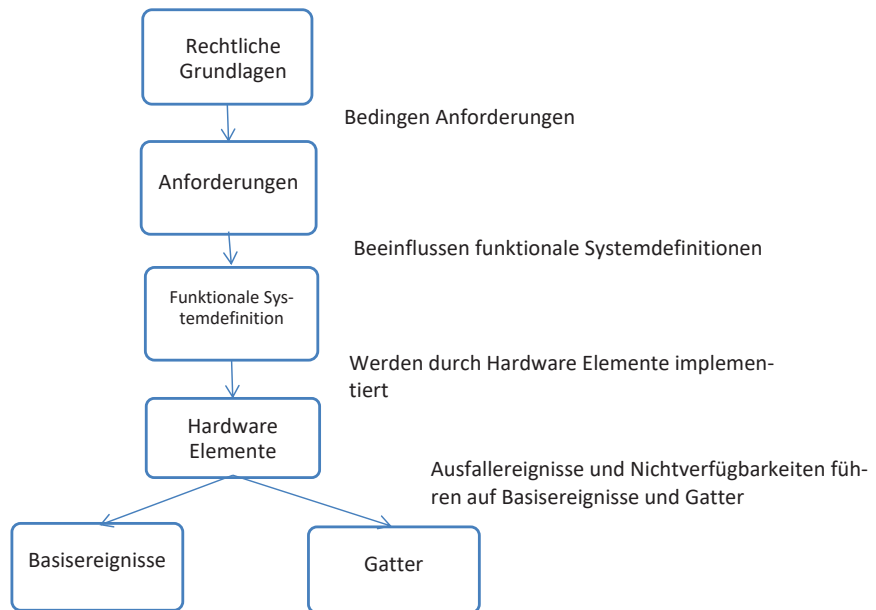 Rechtliche
Grundlagen
Bedingen Anforderungen
Anforderungen
Beeinflussen funktionale Systemdefinitionen
Funktionale Sys-
temdefinition
Werden durch Hardware Elemente implemen-
tiert
Hardware
Elemente
Ausfallereignisse und Nichtverfügbarkeiten füh-
ren auf Basisereignisse und Gatter
Basisereignisse
Gatter